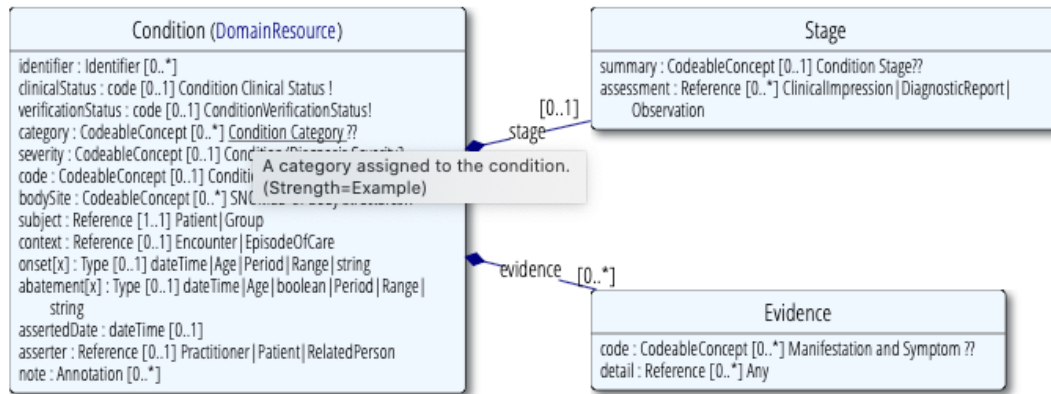 Condition (DomainResource)
identifier : Identifier [0..*]
clinicalStatus : code [0..1] Condition Clinical Status !
verificationStatus : code [0..1] ConditionVerificationStatus!
category : CodeableConcept [0..*] Condition Category ??
severity : CodeableConcept [0..1]
code : CodeableConcept [0..1]
bodySite : CodeableConcept [0..*]
subject : Reference [1..1] Patient|Group
context : Reference [0..1] Encounter|EpisodeOfCare
onset[x] : Type [0..1] dateTime|Age|Period|Range|string
abatement[x] : Type [0..1] dateTime|Age|boolean|Period|Range|
string
assertedDate : dateTime [0..1]
asserter : Reference [0..1] Practitioner|Patient|RelatedPerson
note : Annotation [0..*]
A category assigned to the condition.
(Strength=Example)
[0..1]
stage
Stage
summary : CodeableConcept [0..1] Condition Stage??
assessment : Reference [0..*] ClinicalImpression|DiagnosticReport|
Observation
evidence
[0..*]
Evidence
code : CodeableConcept [0..*] Manifestation and Symptom ??
detail : Reference [0..*] Any